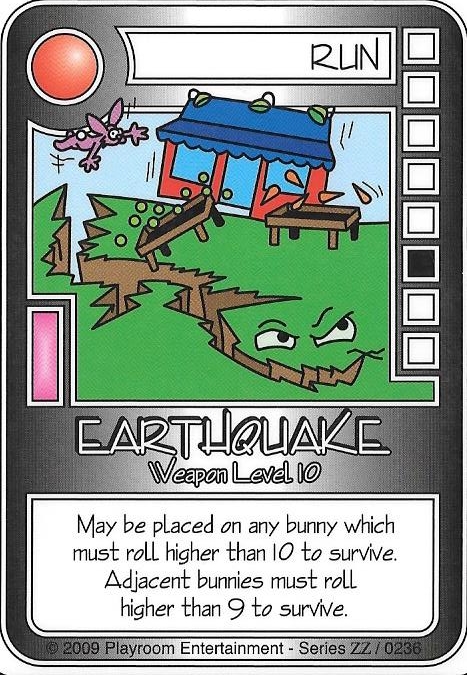 RUN
EARTHQUAKE
Weapon Level 10
May be placed on any bunny which
must roll higher than 10 to survive.
Adjacent bunnies must roll
higher than 9 to survive.
© 2009 Playroom Entertainment - Series ZZ / 0236